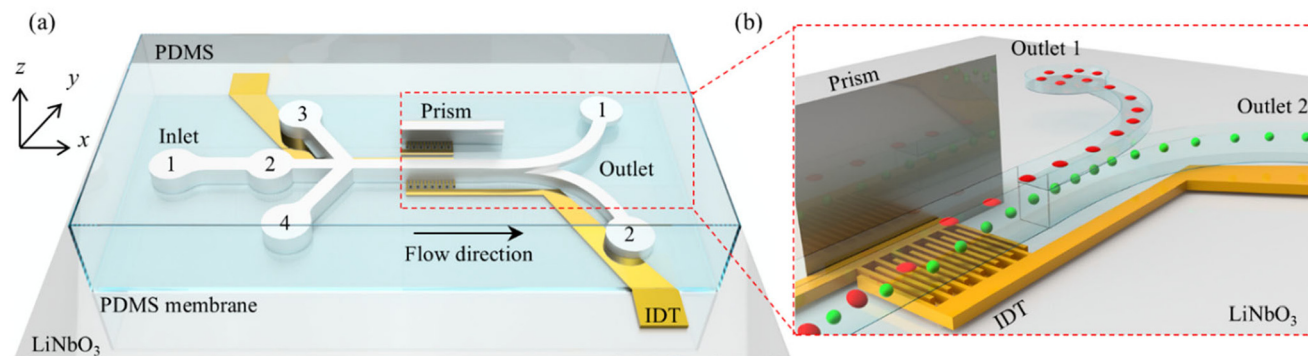 (a)
PDMS
z
y
x
Inlet
1
2
3
4
Prism
1
Outlet
2
Flow direction
PDMS membrane
IDT
LiNbO₃
(b)
Outlet 1
Prism
Outlet 2
IDT
LiNbO₃